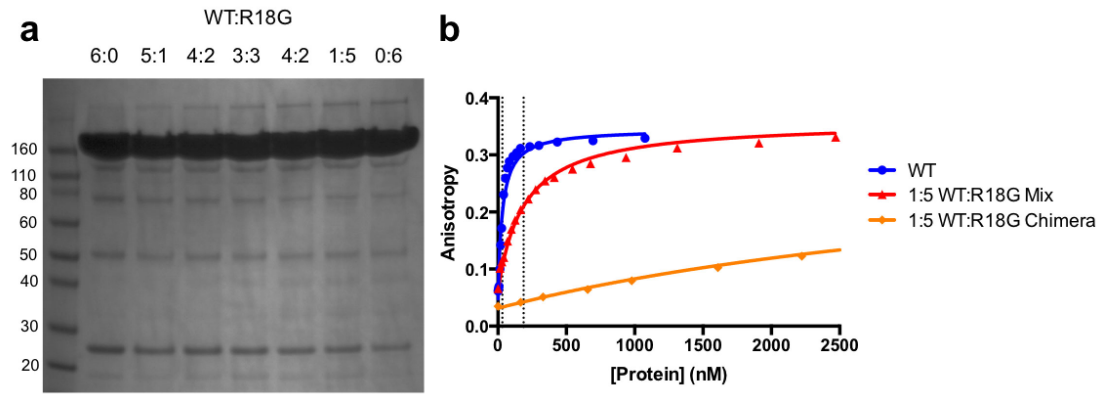 a
WT:R18G
6:0 5:1 4:2 3:3 4:2 1:5 0:6
160
110
80
60
50
40
30
20
b
0.4
0.3
0.2
0.1
0.0
Anisotropy
0 500 1000 1500 2000 2500
[Protein] (nM)
WT
1:5 WT:R18G Mix
1:5 WT:R18G Chimera